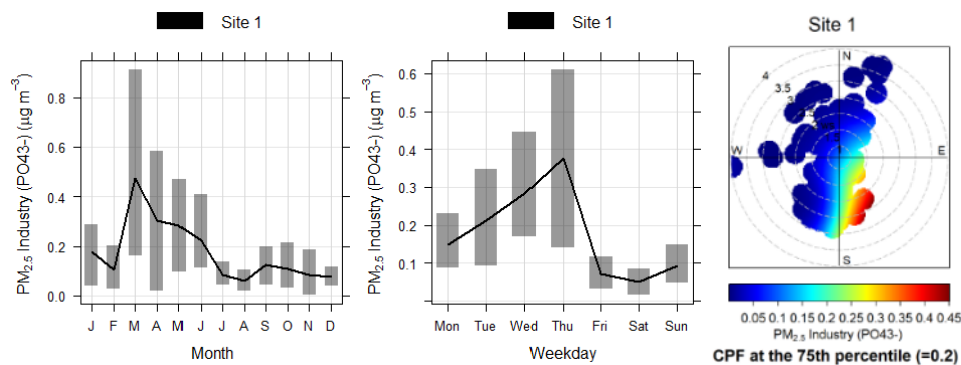 Site 1
PM2.5 Industry (PO43-) (µg m−3)
0.8
0.6
0.4
0.2
0.0
J F M A M J J A S O N D
Month
Site 1
PM2.5 Industry (PO43-) (µg m−3)
0.6
0.5
0.4
0.3
0.2
0.1
Mon Tue Wed Thu Fri Sat Sun
Weekday
Site 1
N
4
3.5
3
W E
S
0.05 0.1 0.15 0.2 0.25 0.3 0.35 0.4 0.45
PM2.5 Industry (PO43-)
CPF at the 75th percentile (=0.2)